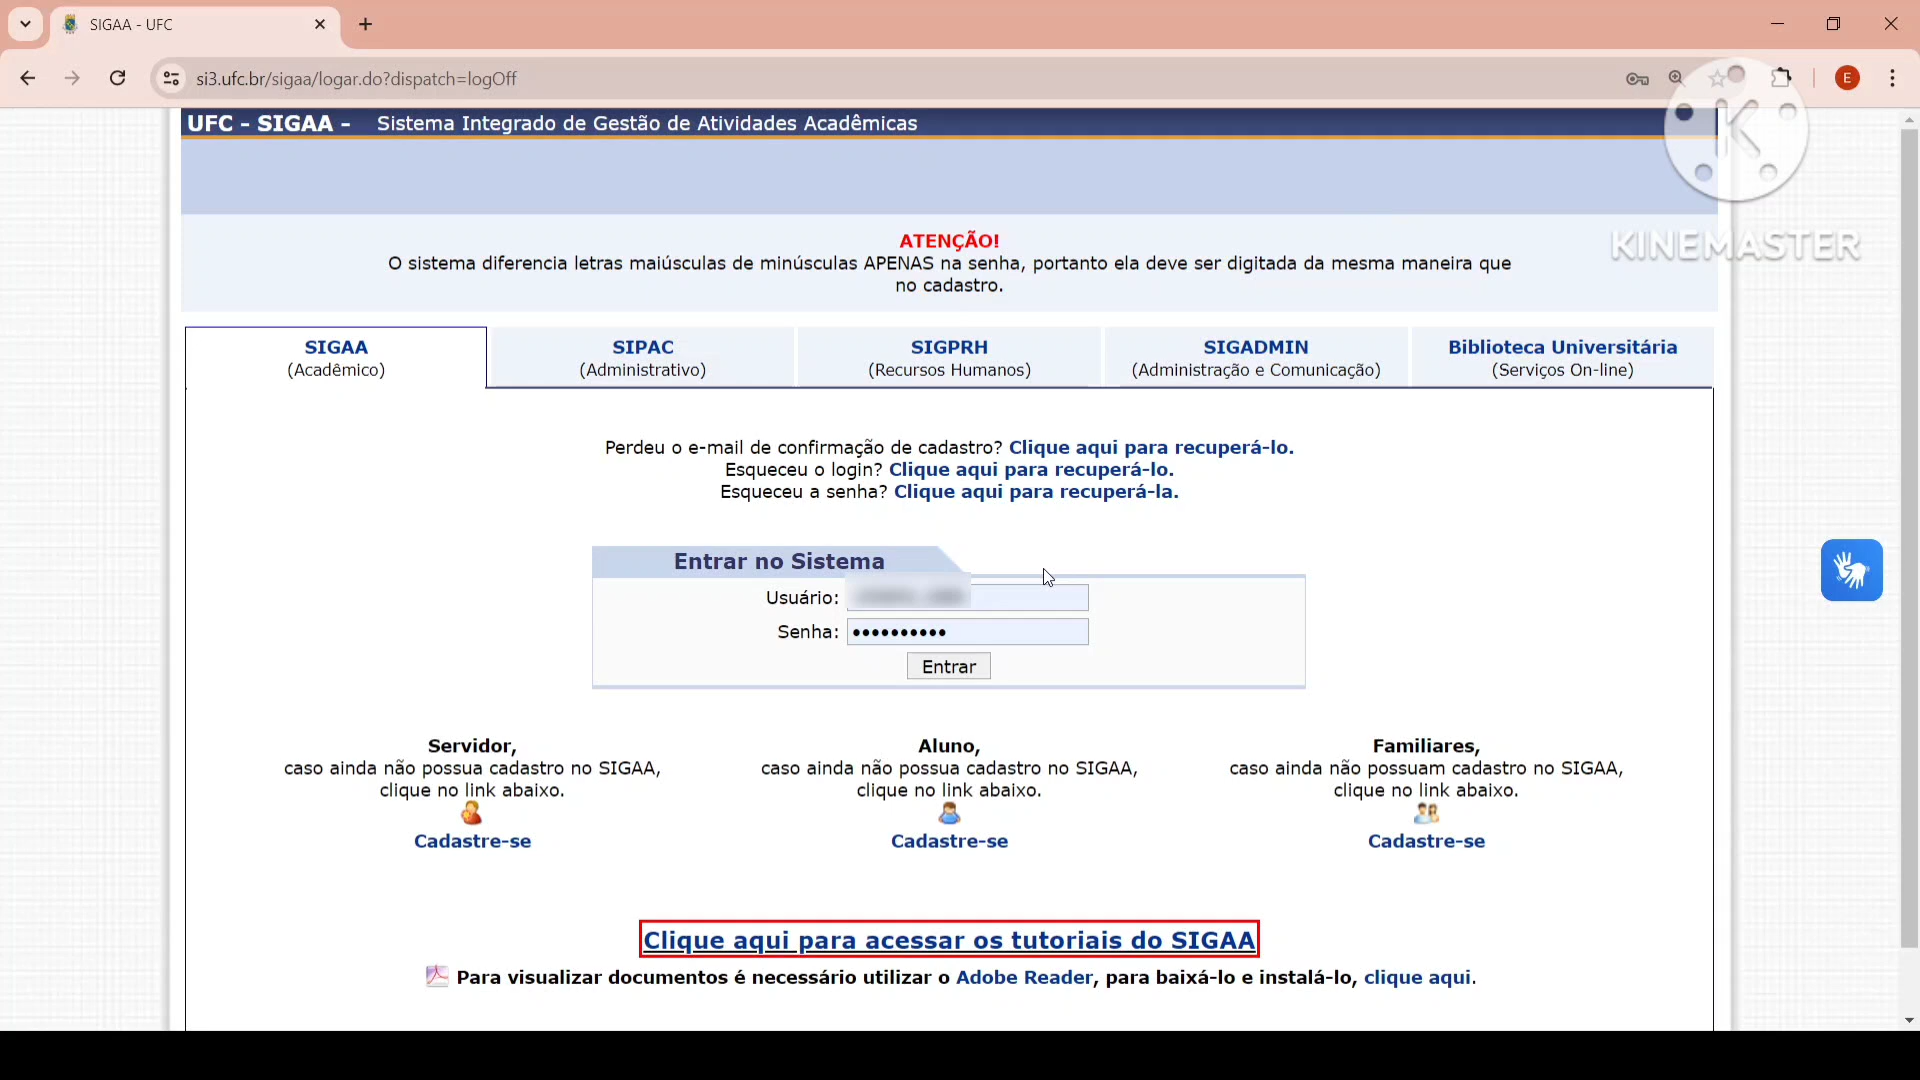 SIGAA - UFC
si3.ufc.br/sigaa/logar.do?dispatch=logOff
E
K
KINEMASTER
UFC - SIGAA - Sistema Integrado de Gestão de Atividades Acadêmicas
ATENÇÃO!
O sistema diferencia letras maiúsculas de minúsculas APENAS na senha, portanto ela deve ser digitada da mesma maneira que
no cadastro.
SIGAA
(Acadêmico)
SIPAC
(Administrativo)
SIGPRH
(Recursos Humanos)
SIGADMIN
(Administração e Comunicação)
Biblioteca Universitária
(Serviços On-line)
Perdeu o e-mail de confirmação de cadastro? Clique aqui para recuperá-lo.
Esqueceu o login? Clique aqui para recuperá-lo.
Esqueceu a senha? Clique aqui para recuperá-la.
Entrar no Sistema
Usuário:
Senha: ••••••••••
Entrar
Servidor,
caso ainda não possua cadastro no SIGAA,
clique no link abaixo.
Cadastre-se
Aluno,
caso ainda não possua cadastro no SIGAA,
clique no link abaixo.
Cadastre-se
Familiares,
caso ainda não possuam cadastro no SIGAA,
clique no link abaixo.
Cadastre-se
Clique aqui para acessar os tutoriais do SIGAA
Para visualizar documentos é necessário utilizar o Adobe Reader, para baixá-lo e instalá-lo, clique aqui.